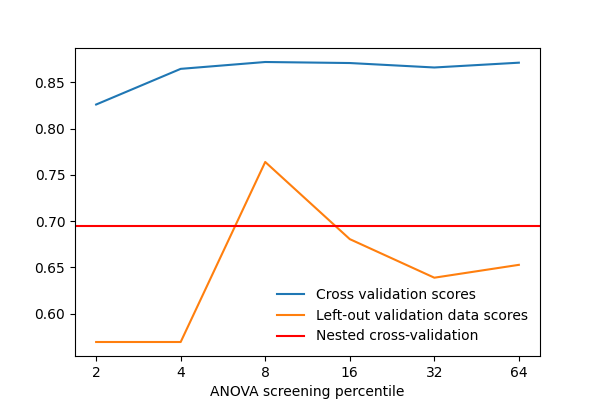 0.85
0.80
0.75
0.70
0.65
0.60
Cross validation scores
Left-out validation data scores
Nested cross-validation
2 4 8 16 32 64
ANOVA screening percentile